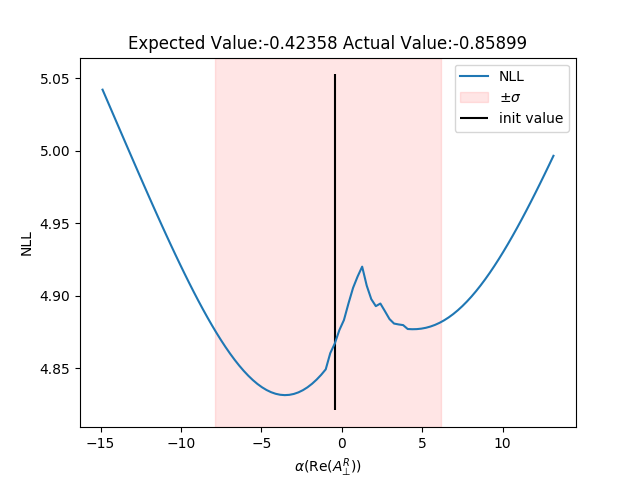 Expected Value:-0.42358 Actual Value:-0.85899
NLL
±σ
init value
5.05
5.00
4.95
4.90
4.85
NLL
−15
−10
−5
0
5
10
α(Re(A_⊥^R))